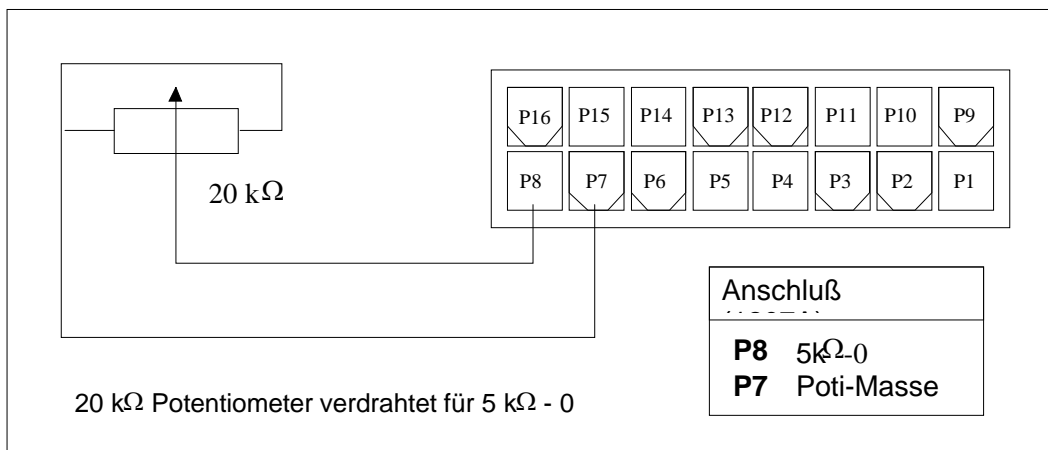 P16 P15 P14 P13 P12 P11 P10 P9
P8 P7 P6 P5 P4 P3 P2 P1
20 kΩ
Anschluß
P8 5kΩ-0
P7 Poti-Masse
20 kΩ Potentiometer verdrahtet für 5 kΩ - 0